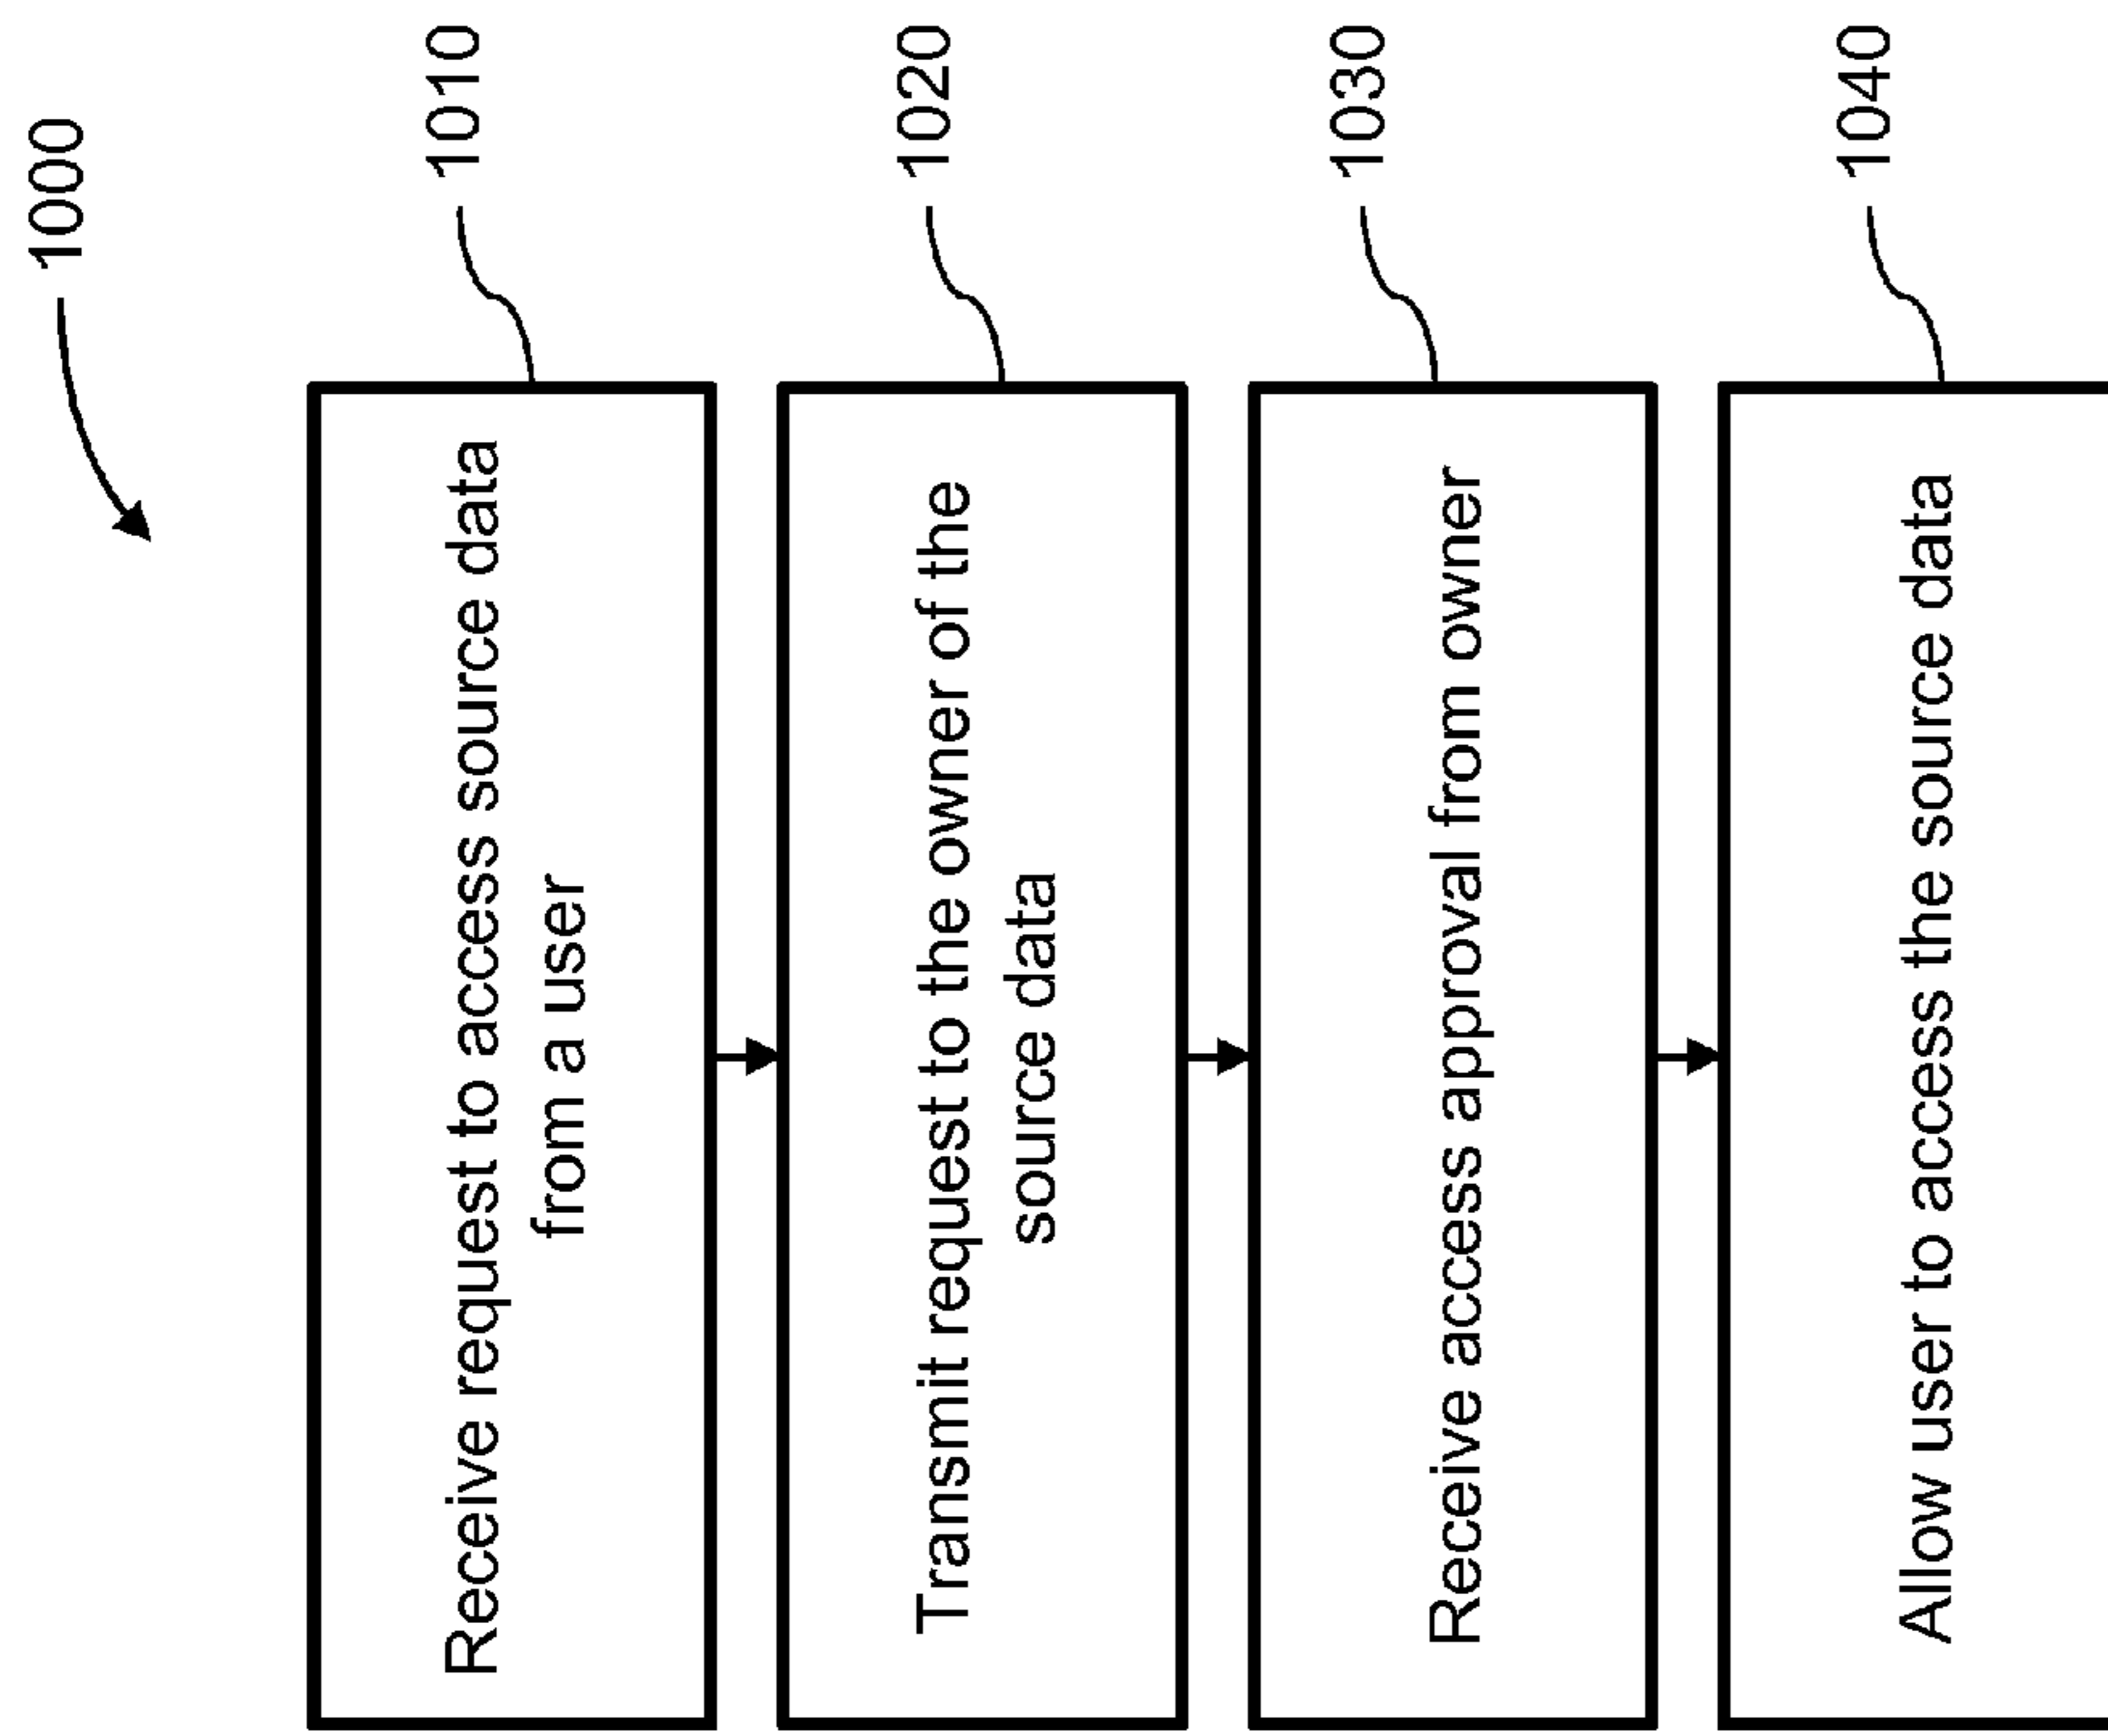 1000
Receive request to access source data
from a user
1010
Transmit request to the owner of the
source data
1020
Receive access approval from owner
1030
Allow user to access the source data
1040